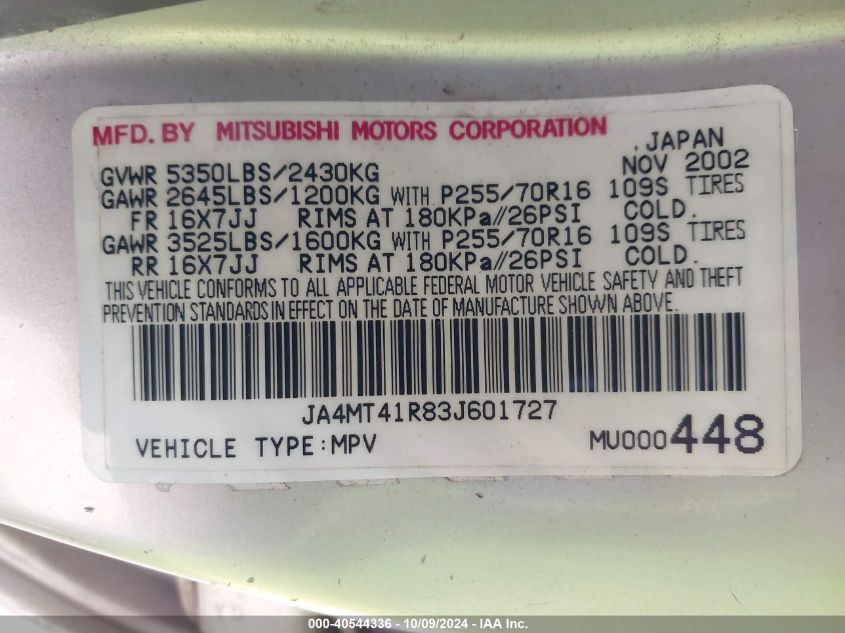 MFD. BY MITSUBISHI MOTORS CORPORATION
. JAPAN
GVWR 5350LBS/2430KG NOV 2002
GAWR 2645LBS/1200KG WITH P255/70R16 109S TIRES
FR 16X7JJ RIMS AT 180KPa//26PSI COLD.
GAWR 3525LBS/1600KG WITH P255/70R16 109S TIRES
RR 16X7JJ RIMS AT 180KPa//26PSI COLD.
THIS VEHICLE CONFORMS TO ALL APPLICABLE FEDERAL MOTOR VEHICLE SAFETY AND THEFT
PREVENTION STANDARDS IN EFFECT ON THE DATE OF MANUFACTURE SHOWN ABOVE.
JA4MT41R83J601727
VEHICLE TYPE:MPV MU000448
000-40544336 - 10/09/2024 - IAA Inc.